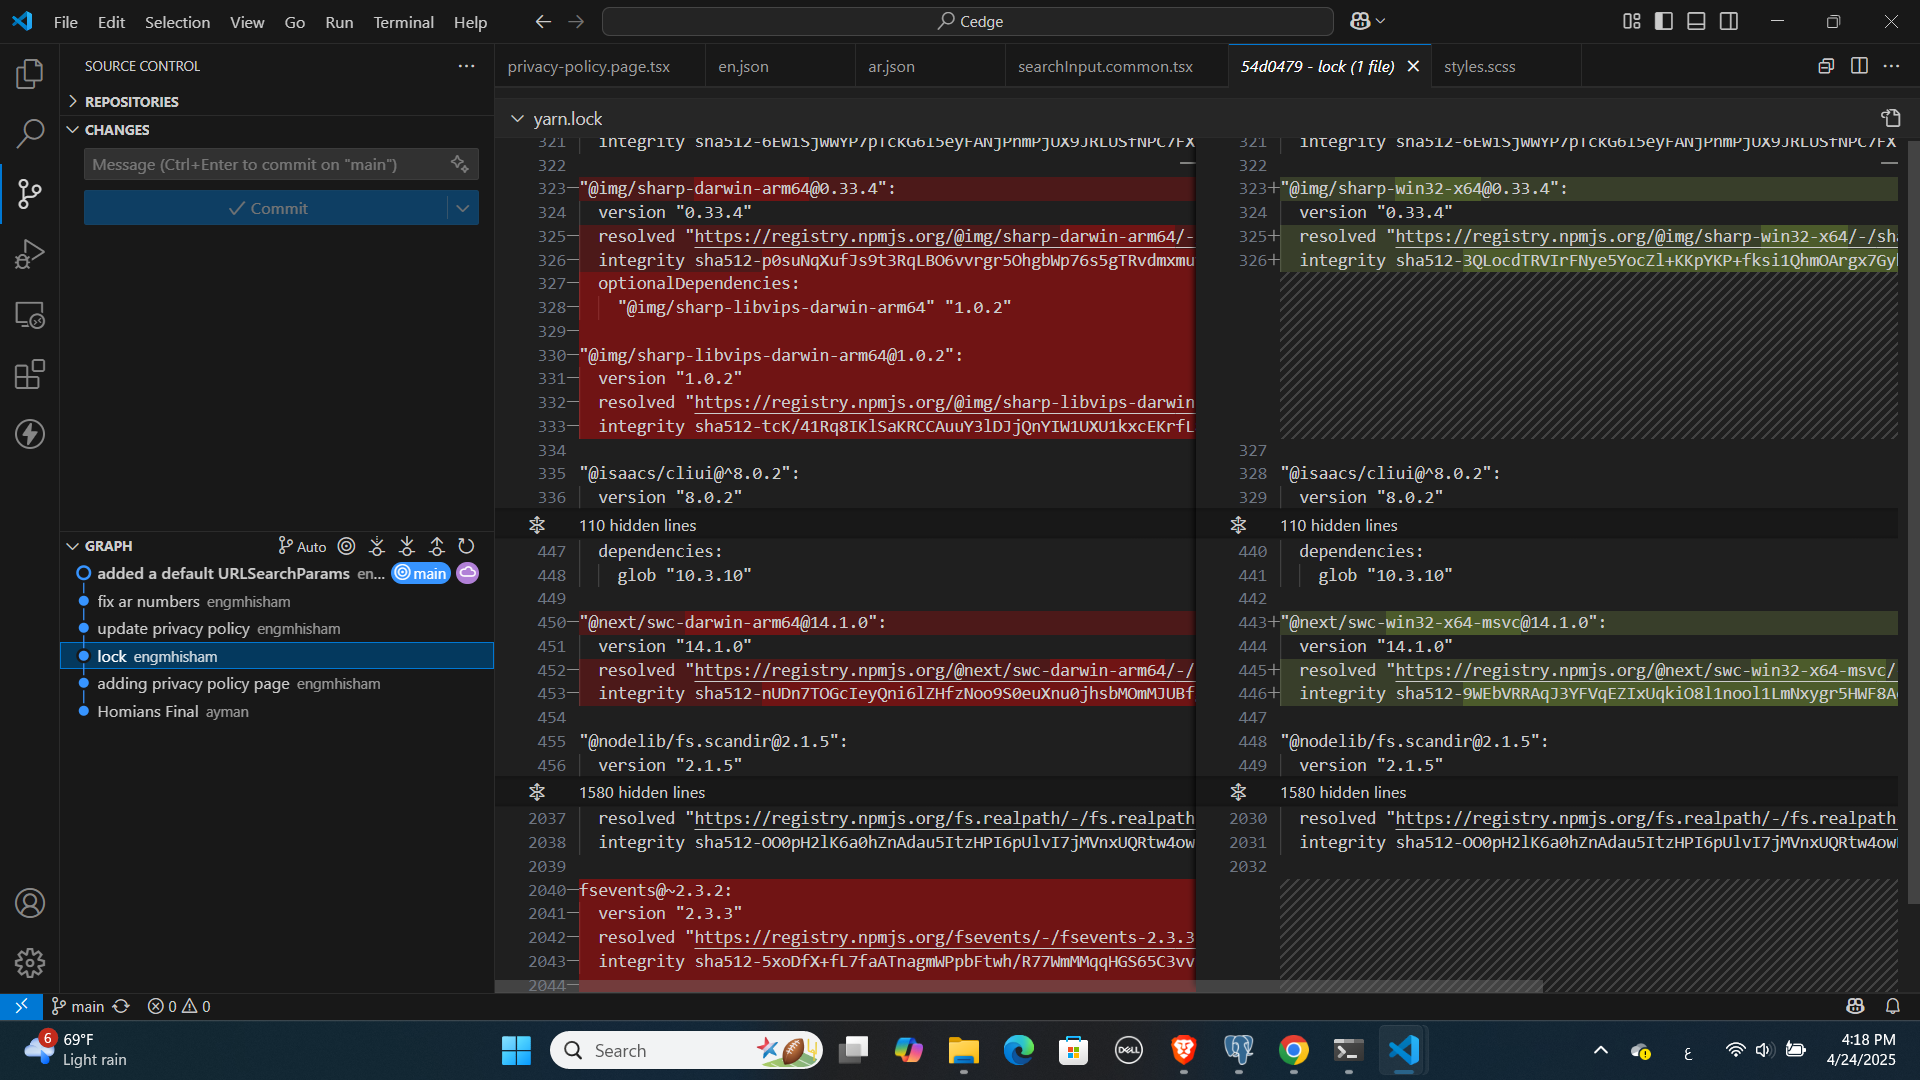 File Edit Selection View Go Run Terminal Help
Cedge
SOURCE CONTROL
REPOSITORIES
CHANGES
Message (Ctrl+Enter to commit on "main")
Commit
GRAPH
Auto
added a default URLSearchParams en... main
fix ar numbers engmhisham
update privacy policy engmhisham
lock engmhisham
adding privacy policy page engmhisham
Homians Final ayman
privacy-policy.page.tsx en.json ar.json searchInput.common.tsx 54d0479 - lock (1 file) styles.scss
yarn.lock
321 integrity
322
323 "@img/sharp-darwin-arm64@0.33.4":
324 version "0.33.4"
325 resolved "https://registry.npmjs.org/@img/sharp-darwin-arm64/-
326 integrity sha512-p0suNqXufJs9t3RqLBO6vvrgr5OhgbWp76s5gTRvdmxmu
327 optionalDependencies:
328 "@img/sharp-libvips-darwin-arm64" "1.0.2"
329
330 "@img/sharp-libvips-darwin-arm64@1.0.2":
331 version "1.0.2"
332 resolved "https://registry.npmjs.org/@img/sharp-libvips-darwin
333 integrity sha512-tcK/41Rq8IKlSaKRCCAuuY3lDJjQnYIW1UXU1kxcEKrfL
334
335 "@isaacs/cliui@^8.0.2":
336 version "8.0.2"
110 hidden lines
447 dependencies:
448 glob "10.3.10"
449
450 "@next/swc-darwin-arm64@14.1.0":
451 version "14.1.0"
452 resolved "https://registry.npmjs.org/@next/swc-darwin-arm64/-/
453 integrity sha512-nUDn7TOGcIeyQni6lZHfzNoo9S0euXnu0jhsbMOmMJUBf
454
455 "@nodelib/fs.scandir@2.1.5":
456 version "2.1.5"
1580 hidden lines
2037 resolved "https://registry.npmjs.org/fs.realpath/-/fs.realpath
2038 integrity sha512-OO0pH2lK6a0hZnAdau5ItzHPI6pUlvI7jMVnxUQRtw4ow
2039
2040 fsevents@~2.3.2:
2041 version "2.3.3"
2042 resolved "https://registry.npmjs.org/fsevents/-/fsevents-2.3.3
2043 integrity sha512-5xoDfX+fL7faATnagmWPpbFtwh/R77WmMMqqHGS65C3vv
2044
321 integrity
322
323+ "@img/sharp-win32-x64@0.33.4":
324 version "0.33.4"
325+ resolved "https://registry.npmjs.org/@img/sharp-win32-x64/-/sh
326+ integrity sha512-3QLocdTRVIrFNye5YocZl+KKpYKP+fksi1QhmOArgx7Gy
327
328 "@isaacs/cliui@^8.0.2":
329 version "8.0.2"
110 hidden lines
440 dependencies:
441 glob "10.3.10"
442
443+ "@next/swc-win32-x64-msvc@14.1.0":
444 version "14.1.0"
445+ resolved "https://registry.npmjs.org/@next/swc-win32-x64-msvc/
446+ integrity sha512-9WEbVRRAqJ3YFVqEZIxUqkiO8l1nool1LmNxygr5HWF8A
447
448 "@nodelib/fs.scandir@2.1.5":
449 version "2.1.5"
1580 hidden lines
2030 resolved "https://registry.npmjs.org/fs.realpath/-/fs.realpath
2031 integrity sha512-OO0pH2lK6a0hZnAdau5ItzHPI6pUlvI7jMVnxUQRtw4ow
2032
main 0 0
6
69°F
Light rain
Search
DELL
ع
4:18 PM
4/24/2025